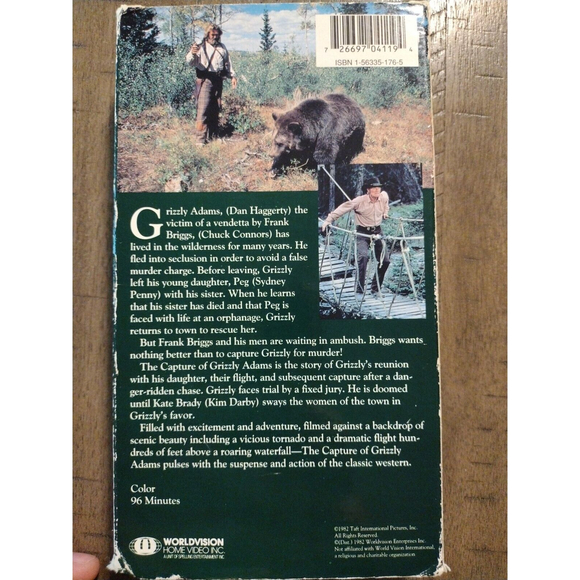 7 26697 04119 4
ISBN 1-56335-176-5
Grizzly Adams, (Dan Haggerty) the
victim of a vendetta by Frank
Briggs, (Chuck Connors) has
lived in the wilderness for many years. He
fled into seclusion in order to avoid a false
murder charge. Before leaving, Grizzly
left his young daughter, Peg (Sydney
Penny) with his sister. When he learns
that his sister has died and that Peg is
faced with life at an orphanage, Grizzly
returns to town to rescue her.
But Frank Briggs and his men are waiting in ambush. Briggs wants
nothing better than to capture Grizzly for murder!
The Capture of Grizzly Adams is the story of Grizzly's reunion
with his daughter, their flight, and subsequent capture after a dan-
ger-ridden chase. Grizzly faces trial by a fixed jury. He is doomed
until Kate Brady (Kim Darby) sways the women of the town in
Grizzly's favor.
Filled with excitement and adventure, filmed against a backdrop of
scenic beauty including a vicious tornado and a dramatic flight hun-
dreds of feet above a roaring waterfall—The Capture of Grizzly
Adams pulses with the suspense and action of the classic western.
Color
96 Minutes
WORLDVISION
HOME VIDEO INC.
A UNIT OF SPELLING ENTERTAINMENT INC.
©1982 Taft International Pictures, Inc.
All Rights Reserved.
©(Dist.) 1982 Worldvision Enterprises Inc.
Not affiliated with World Vision International,
a religious and charitable organization